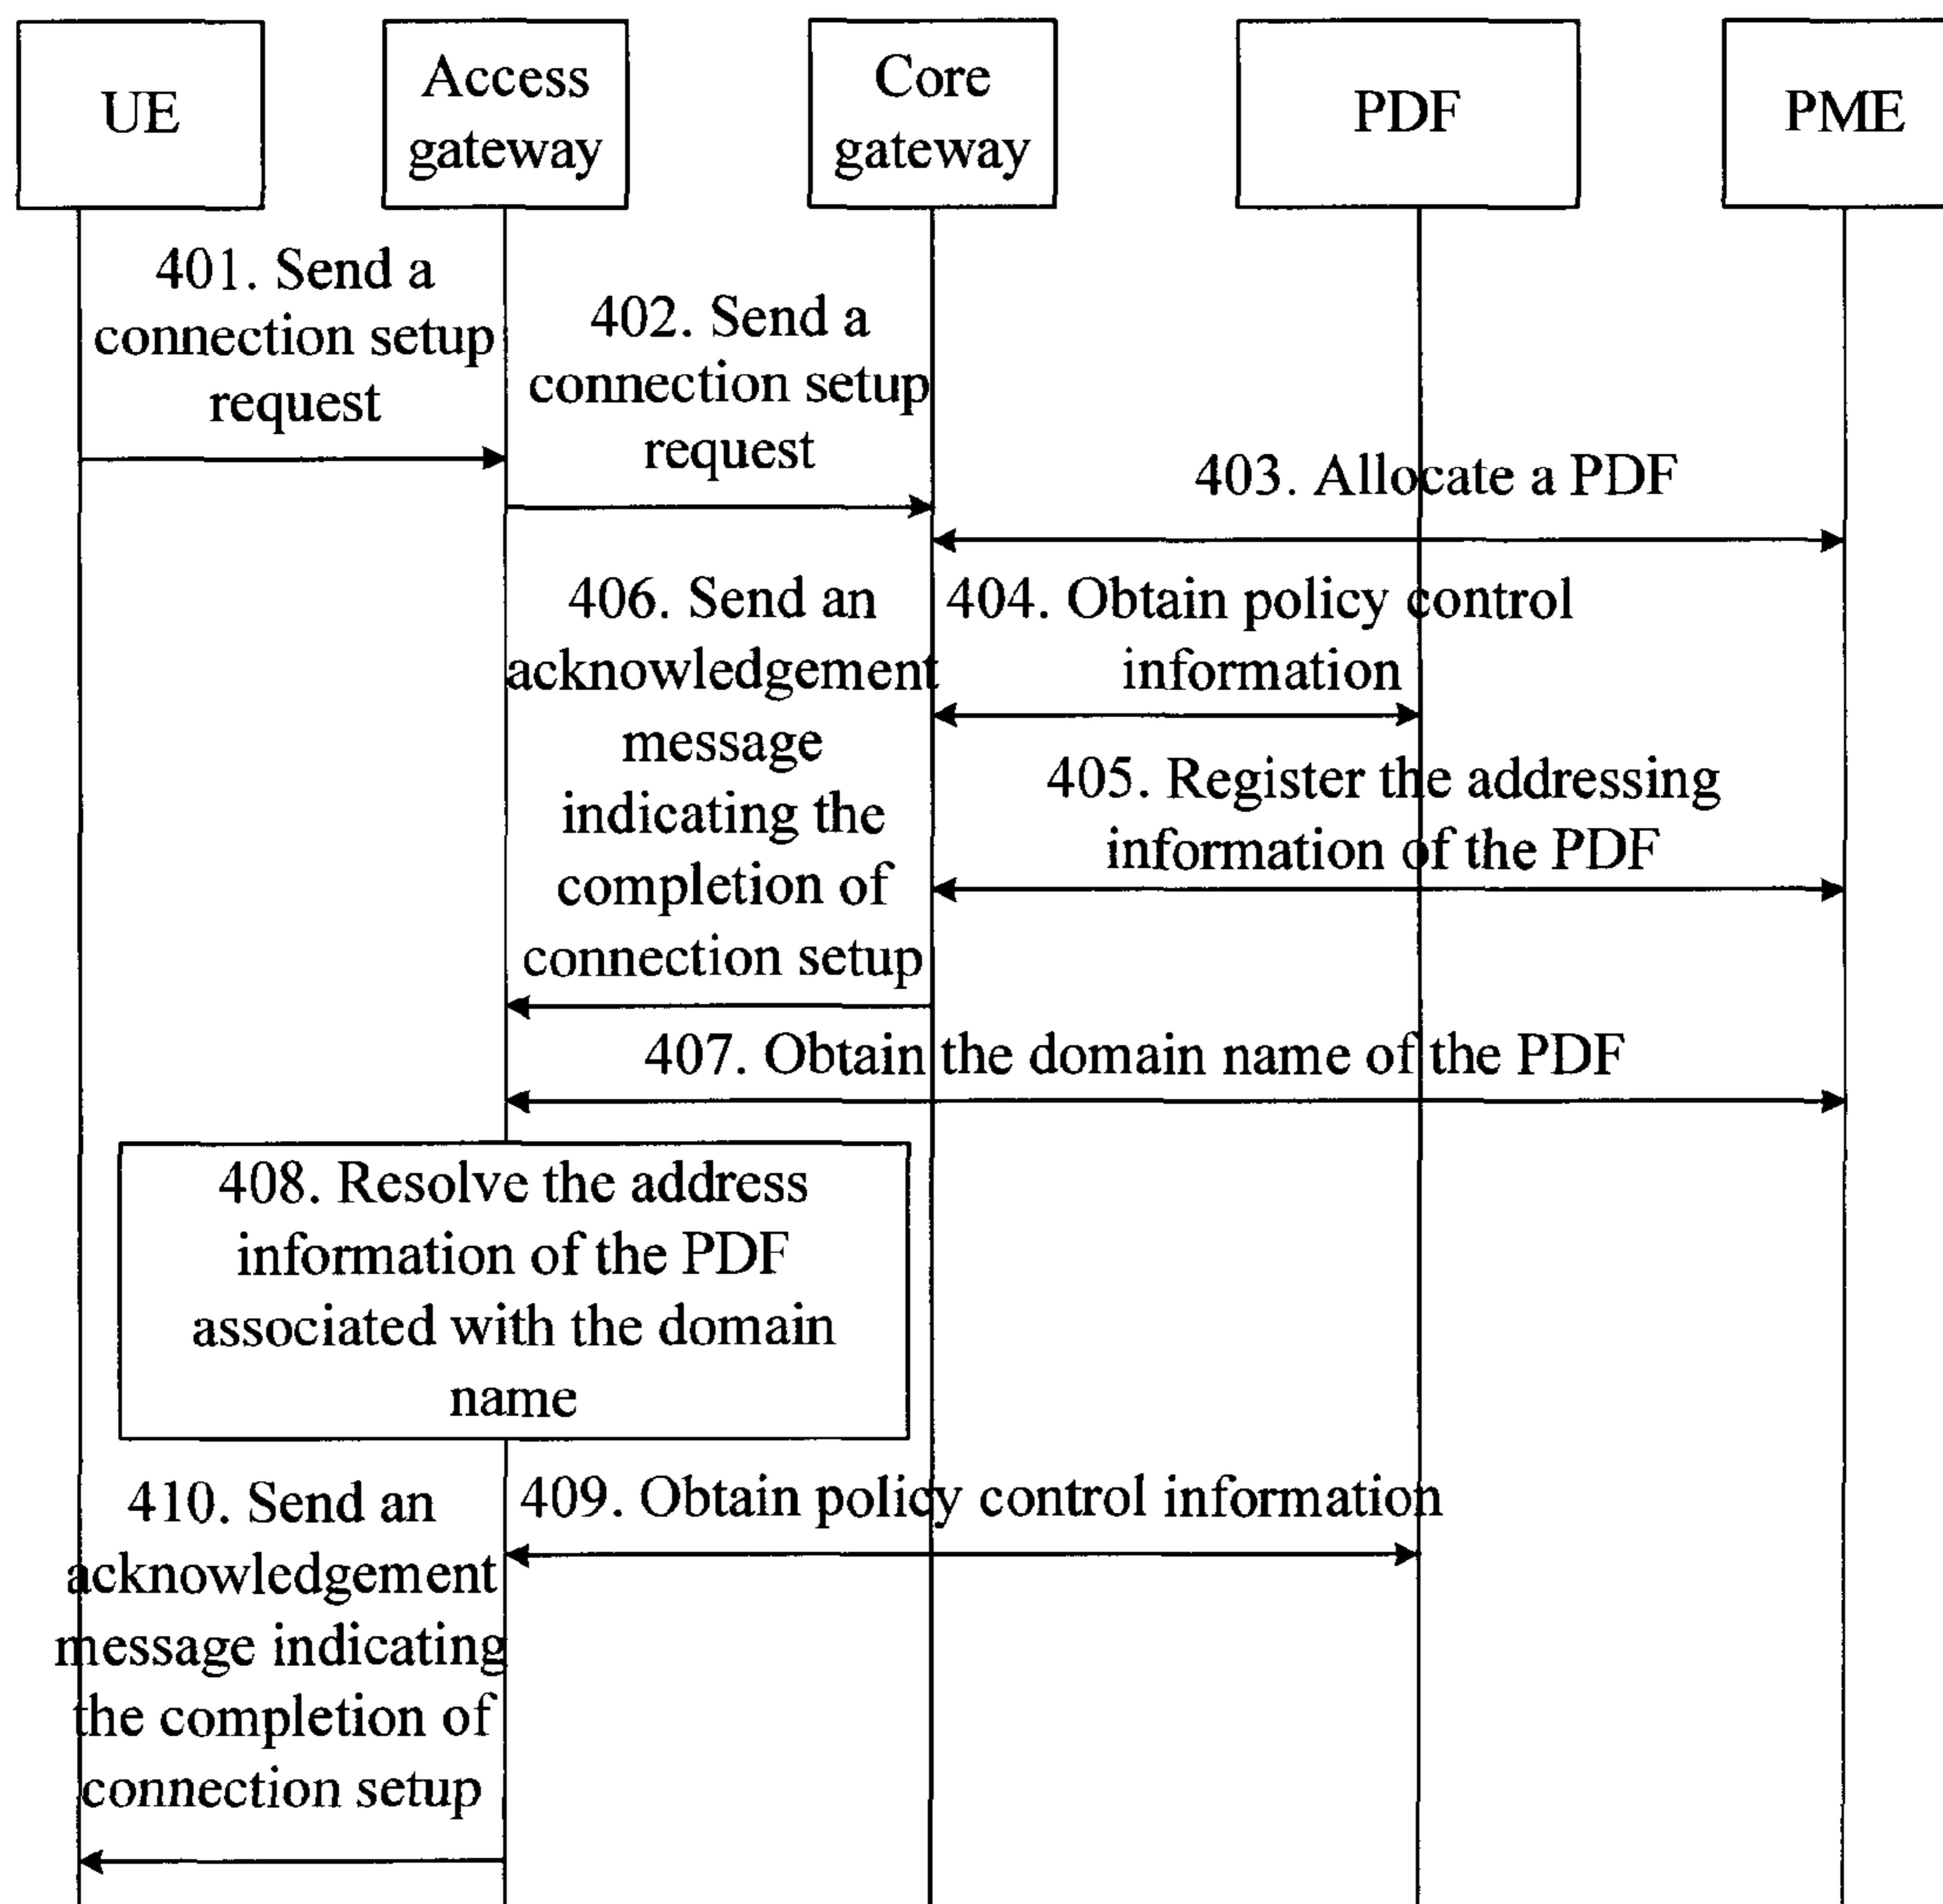 UE
Access
gateway
Core
gateway
PDF
PME
401. Send a
connection setup
request
402. Send a
connection setup
request
403. Allocate a PDF
404. Obtain policy control
information
405. Register the addressing
information of the PDF
406. Send an
acknowledgement
message
indicating the
completion of
connection setup
407. Obtain the domain name of the PDF
408. Resolve the address
information of the PDF
associated with the domain
name
409. Obtain policy control information
410. Send an
acknowledgement
message indicating
the completion of
connection setup